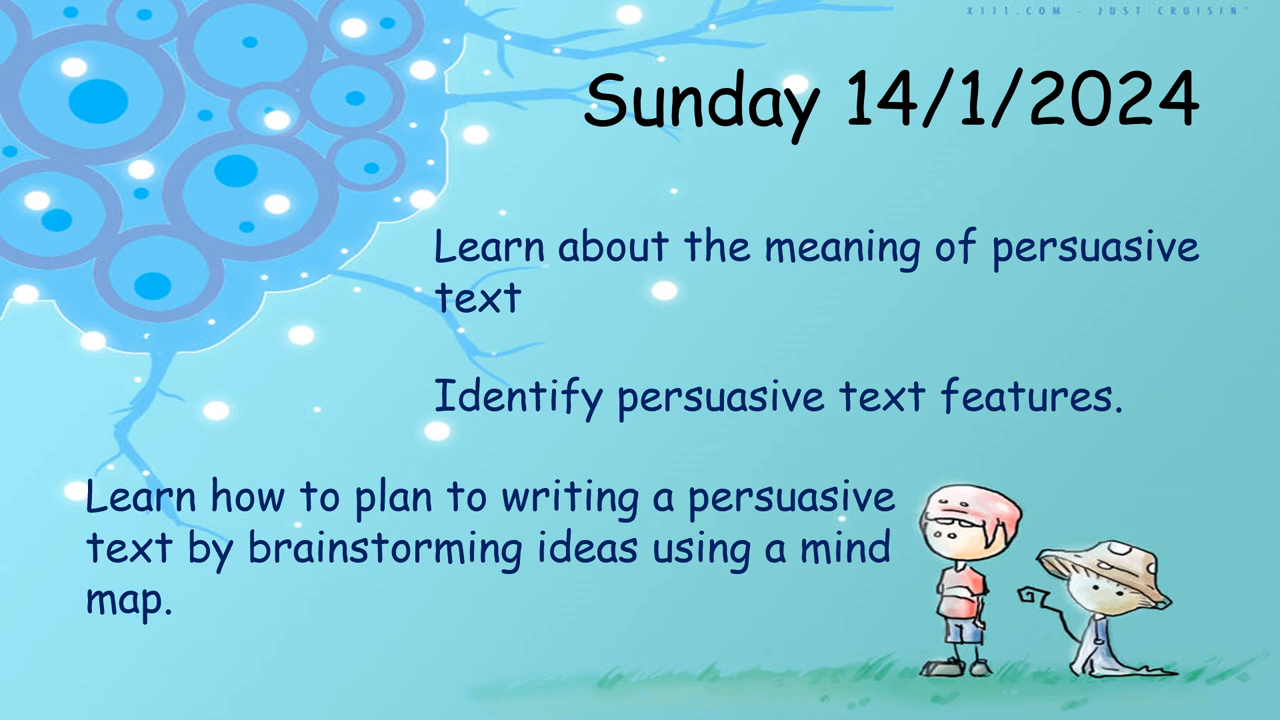 X111.COM - JUST CRUISIN'
Sunday 14/1/2024
Learn about the meaning of persuasive
text
Identify persuasive text features.
Learn how to plan to writing a persuasive
text by brainstorming ideas using a mind
map.